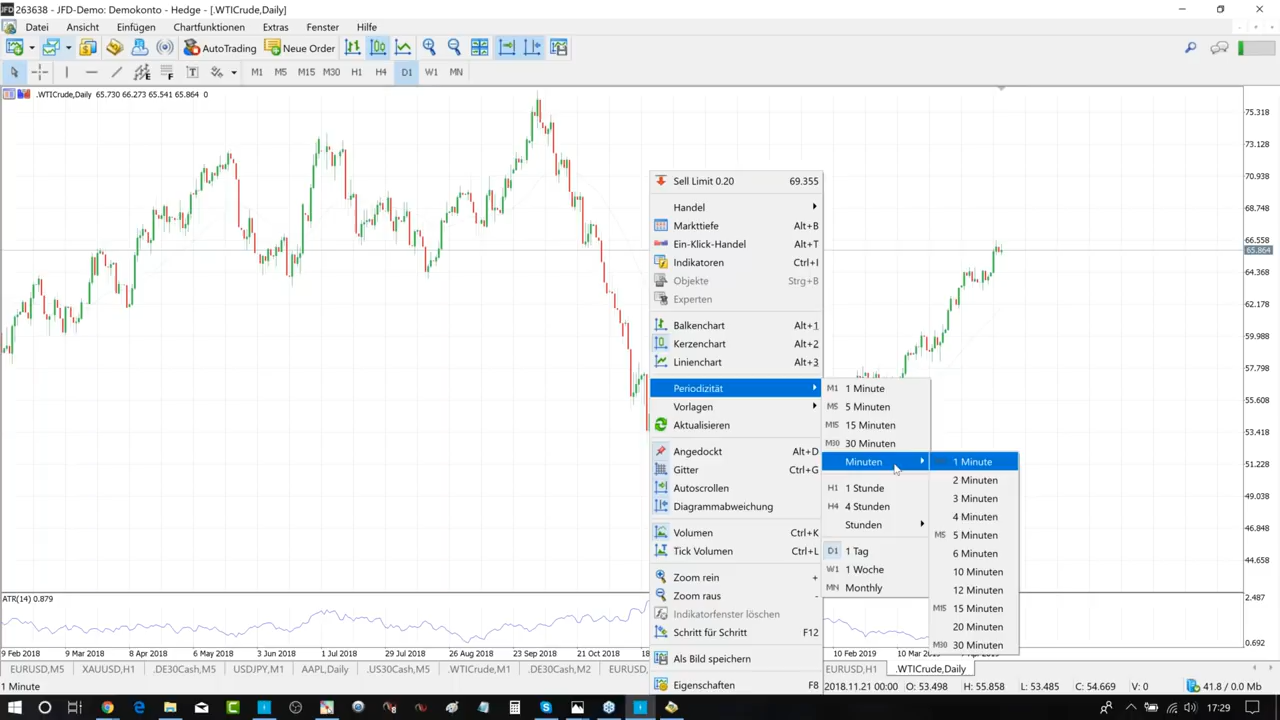 263638 - JFD-Demo: Demokonto - Hedge - [.WTICrude,Daily]
Datei Ansicht Einfügen Chartfunktionen Extras Fenster Hilfe
AutoTrading Neue Order
M1 M5 M15 M30 H1 H4 D1 W1 MN
.WTICrude,Daily 65.730 66.273 65.541 65.864 0
75.318
73.128
70.938
68.748
66.558
65.864
64.368
62.178
59.988
57.798
55.608
53.418
51.228
49.038
46.848
44.658
Sell Limit 0.20 69.355
Handel
Markttiefe Alt+B
Ein-Klick-Handel Alt+T
Indikatoren Ctrl+I
Objekte Strg+B
Experten
Balkenchart Alt+1
Kerzenchart Alt+2
Linienchart Alt+3
Periodizität
Vorlagen
Aktualisieren
Angedockt Alt+D
Gitter Ctrl+G
Autoscrollen
Diagrammabweichung
Volumen Ctrl+K
Tick Volumen Ctrl+L
Zoom rein +
Zoom raus -
Indikatorfenster löschen
Schritt für Schritt F12
Als Bild speichern
Eigenschaften F8
M1 1 Minute
M5 5 Minuten
M15 15 Minuten
M30 30 Minuten
Minuten
H1 1 Stunde
H4 4 Stunden
Stunden
D1 1 Tag
W1 1 Woche
MN Monthly
1 Minute
2 Minuten
3 Minuten
4 Minuten
M5 5 Minuten
6 Minuten
10 Minuten
12 Minuten
M15 15 Minuten
20 Minuten
M30 30 Minuten
ATR(14) 0.879
2.487
0.692
9 Feb 2018 9 Mar 2018 8 Apr 2018 6 May 2018 3 Jun 2018 1 Jul 2018 29 Jul 2018 26 Aug 2018 23 Sep 2018 21 Oct 2018 18 10 Feb 2019 10 Mar 2019
EURUSD,M5 XAUUSD,H1 .DE30Cash,M5 USDJPY,M1 AAPL,Daily .US30Cash,M5 .WTICrude,M1 .DE30Cash,M2 EURUSD, EURUSD,H1 .WTICrude,Daily
1 Minute 2018.11.21 00:00 O: 53.498 H: 55.858 L: 53.485 C: 54.669 V: 0 41.8 / 0 Mb
17:29